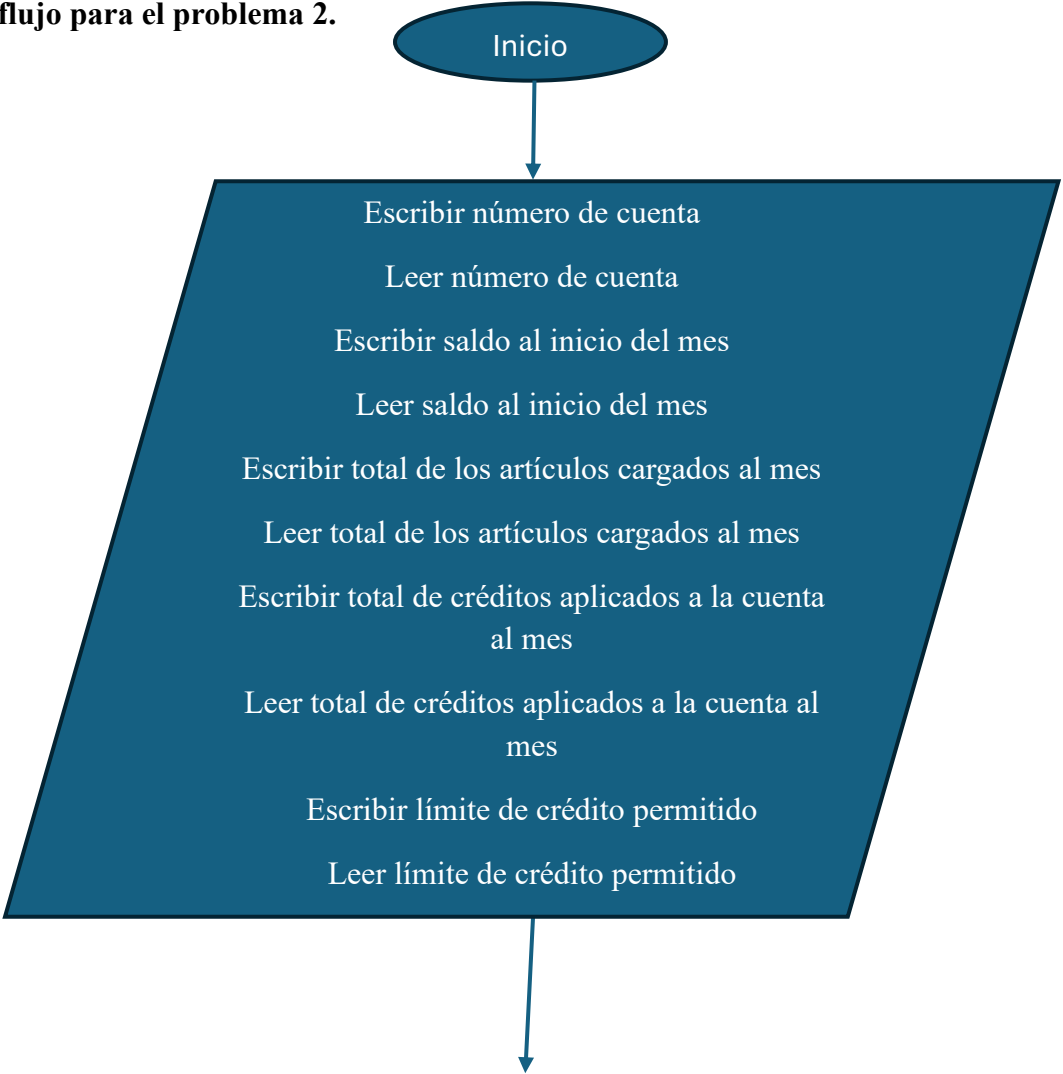 flujo para el problema 2.
Inicio
Escribir número de cuenta
Leer número de cuenta
Escribir saldo al inicio del mes
Leer saldo al inicio del mes
Escribir total de los artículos cargados al mes
Leer total de los artículos cargados al mes
Escribir total de créditos aplicados a la cuenta
al mes
Leer total de créditos aplicados a la cuenta al
mes
Escribir límite de crédito permitido
Leer límite de crédito permitido